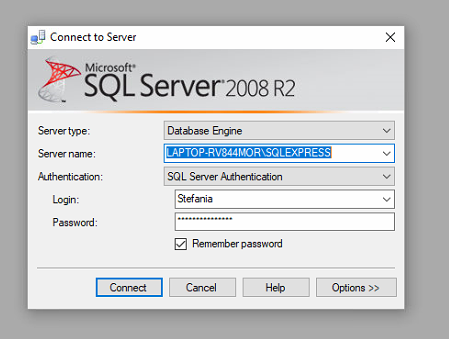 Connect to Server
Microsoft®
SQL Server® 2008 R2
Server type: Database Engine
Server name: LAPTOP-RV844MOR\SQLEXPRESS
Authentication: SQL Server Authentication
Login: Stefania
Password: ***************
Remember password
Connect Cancel Help Options >>